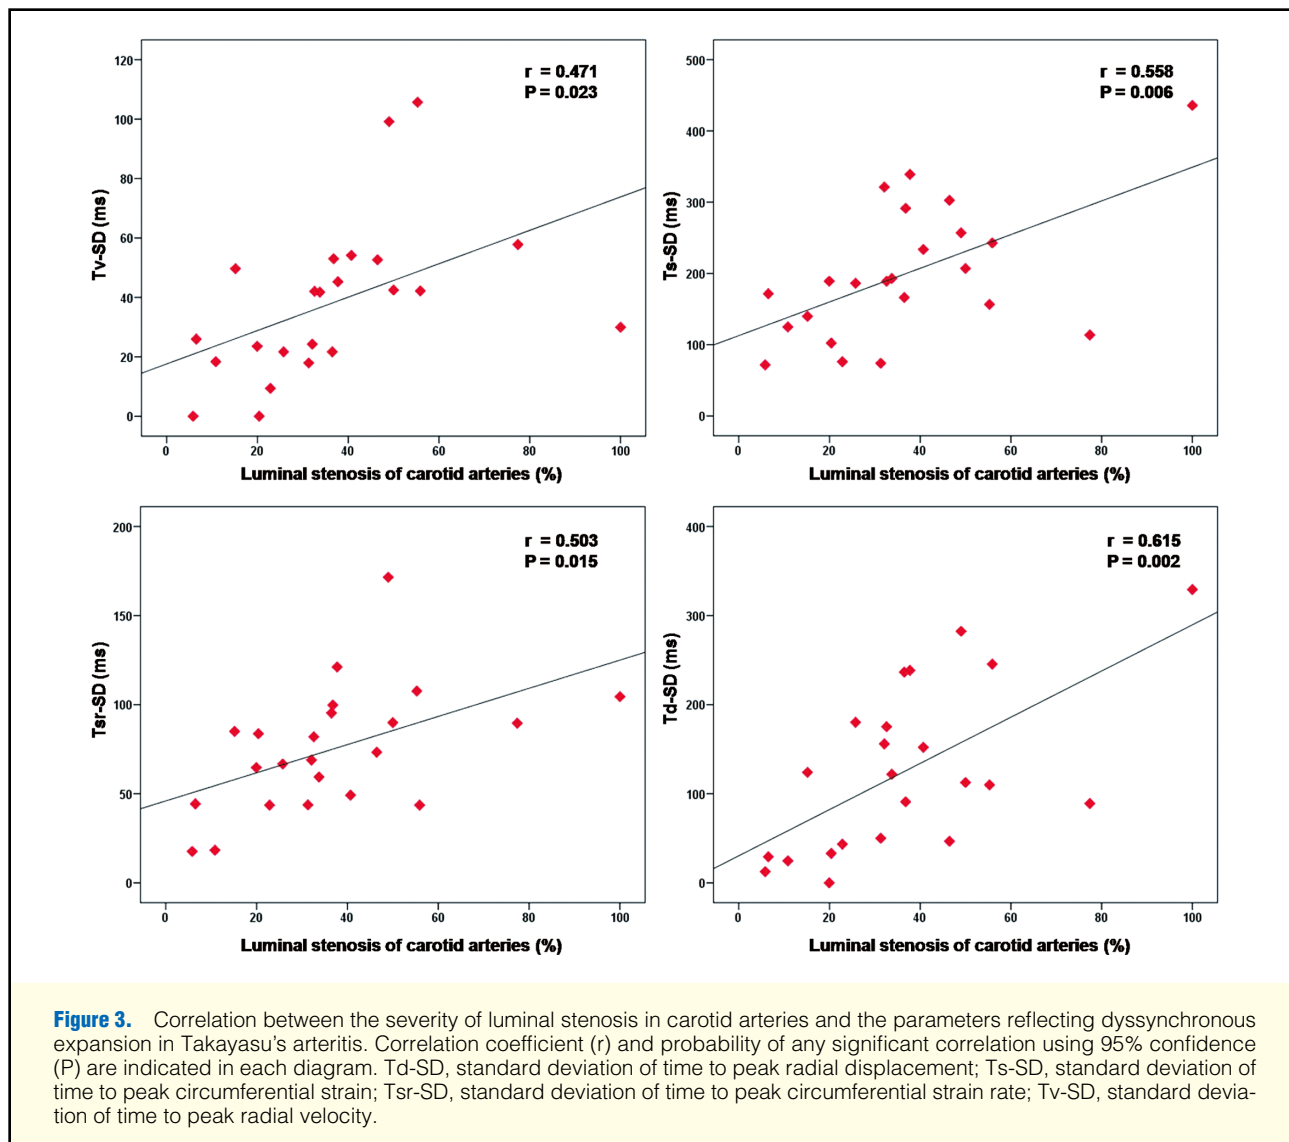 r = 0.471
P = 0.023
Tv-SD (ms)
120
100
80
60
40
20
0
0 20 40 60 80 100
Luminal stenosis of carotid arteries (%)
r = 0.558
P = 0.006
Ts-SD (ms)
500
400
300
200
100
0
0 20 40 60 80 100
Luminal stenosis of carotid arteries (%)
r = 0.503
P = 0.015
Tsr-SD (ms)
200
150
100
50
0
0 20 40 60 80 100
Luminal stenosis of carotid arteries (%)
r = 0.615
P = 0.002
Td-SD (ms)
400
300
200
100
0
0 20 40 60 80 100
Luminal stenosis of carotid arteries (%)
Figure 3. Correlation between the severity of luminal stenosis in carotid arteries and the parameters reflecting dyssynchronous
expansion in Takayasu's arteritis. Correlation coefficient (r) and probability of any significant correlation using 95% confidence
(P) are indicated in each diagram. Td-SD, standard deviation of time to peak radial displacement; Ts-SD, standard deviation of
time to peak circumferential strain; Tsr-SD, standard deviation of time to peak circumferential strain rate; Tv-SD, standard devia-
tion of time to peak radial velocity.